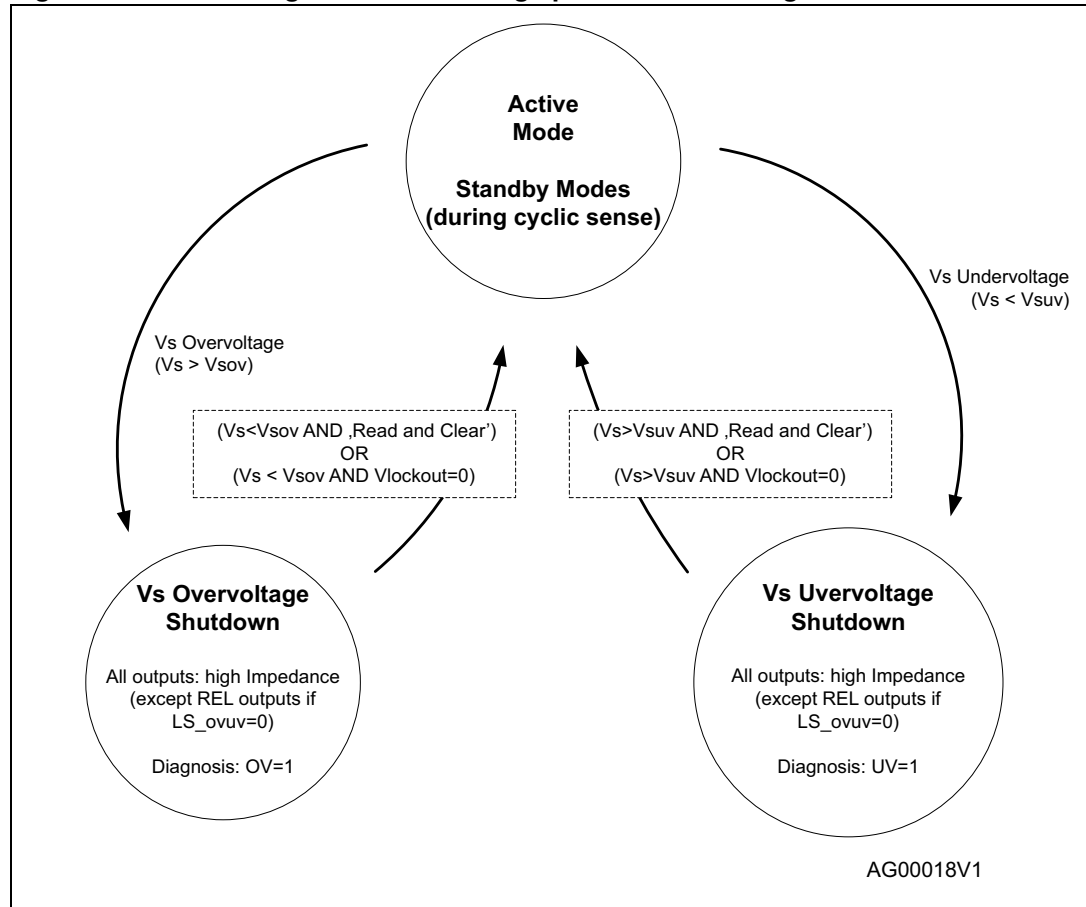 Active
Mode
Standby Modes
(during cyclic sense)
Vs Undervoltage
(Vs < Vsuv)
Vs Overvoltage
(Vs > Vsov)
(Vs<Vsov AND ‚Read and Clear’)
OR
(Vs < Vsov AND Vlockout=0)
(Vs>Vsuv AND ‚Read and Clear’)
OR
(Vs>Vsuv AND Vlockout=0)
Vs Overvoltage
Shutdown
All outputs: high Impedance
(except REL outputs if
LS_ovuv=0)
Diagnosis: OV=1
Vs Uvervoltage
Shutdown
All outputs: high Impedance
(except REL outputs if
LS_ovuv=0)
Diagnosis: UV=1
AG00018V1